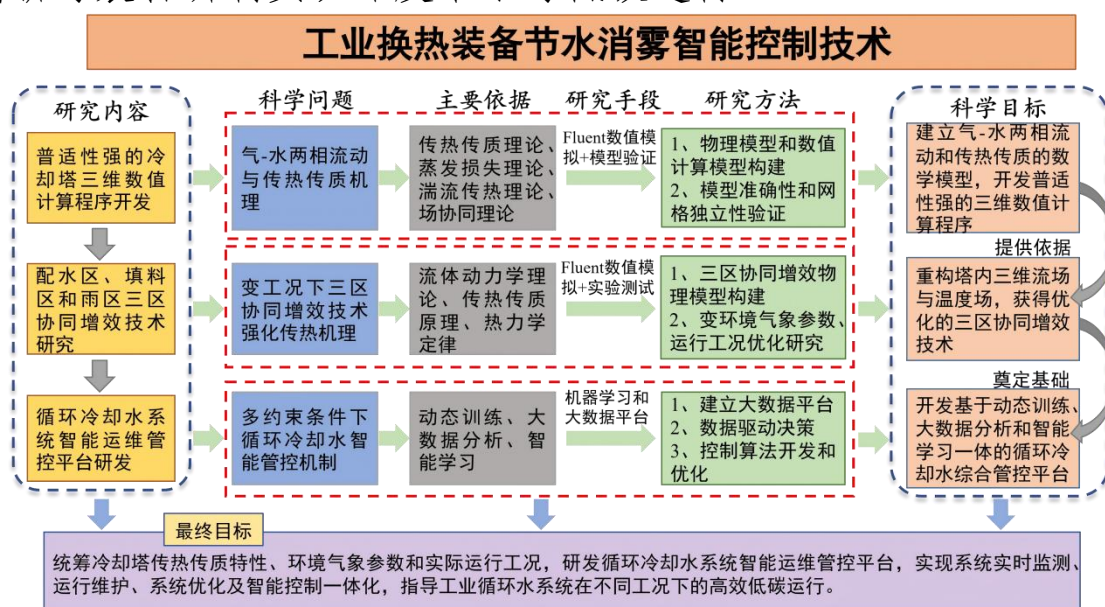 工业换热装备节水消雾智能控制技术
研究内容
科学问题
主要依据
研究手段
研究方法
科学目标
普适性强的冷
却塔三维数值
计算程序开发
气-水两相流动
与传热传质机
理
传热传质理论、
蒸发损失理论、
湍流传热理论、
场协同理论
Fluent数值模
拟+模型验证
1、物理模型和数值
计算模型构建
2、模型准确性和网
格独立性验证
建立气-水两相流
动和传热传质的数
学模型，开发普适
性强的三维数值计
算程序
提供依据
配水区、填料
区和雨区三区
协同增效技术
研究
变工况下三区
协同增效技术
强化传热机理
流体动力学理
论、传热传质
原理、热力学
定律
Fluent数值模
拟+实验测试
1、三区协同增效物
理模型构建
2、变环境气象参数、
运行工况优化研究
重构塔内三维流场
与温度场，获得优
化的三区协同增效
技术
奠定基础
循环冷却水系
统智能运维管
控平台研发
多约束条件下
循环冷却水智
能管控机制
动态训练、大
数据分析、智
能学习
机器学习和
大数据平台
1、建立大数据平台
2、数据驱动决策
3、控制算法开发和
优化
开发基于动态训练、
大数据分析和智能
学习一体的循环冷
却水综合管控平台
最终目标
统筹冷却塔传热传质特性、环境气象参数和实际运行工况，研发循环冷却水系统智能运维管控平台，实现系统实时监测、
运行维护、系统优化及智能控制一体化，指导工业循环水系统在不同工况下的高效低碳运行。